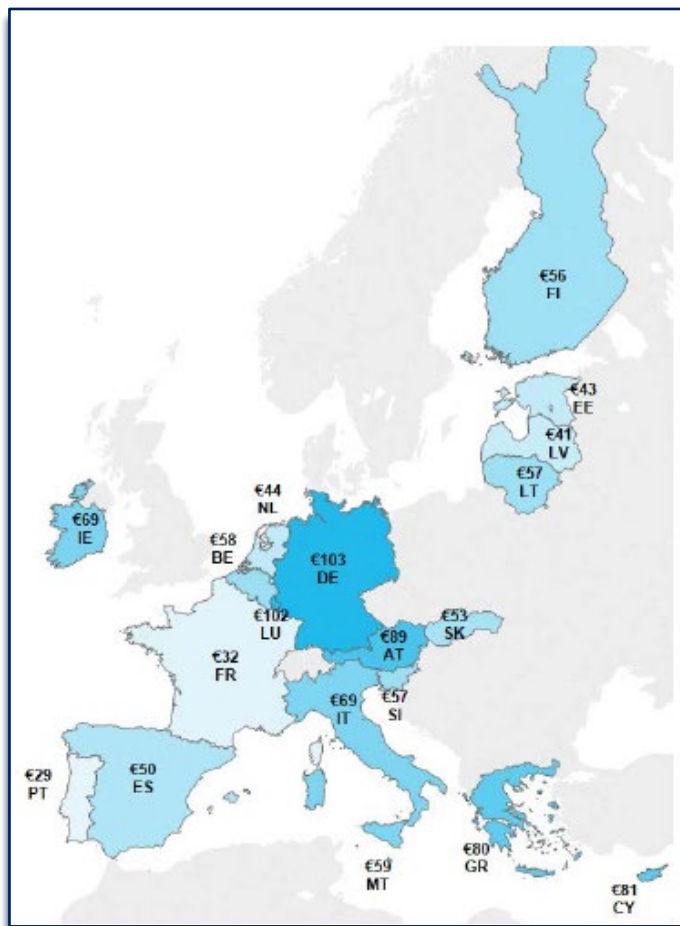 €56
FI
€43
EE
€41
LV
€57
LT
€44
NL
€69
IE
€58
BE
€103
DE
€102
LU
€53
SK
€89
AT
€32
FR
€69
IT
€57
SI
€50
ES
€29
PT
€80
GR
€59
MT
€81
CY